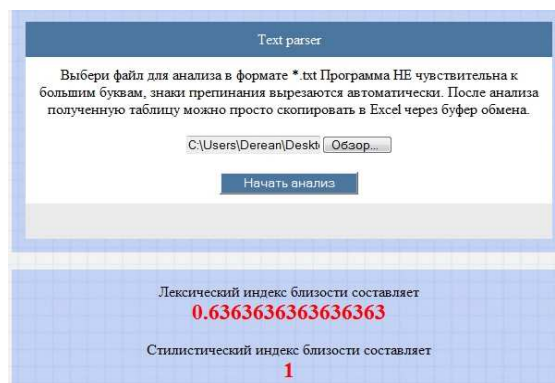 Text parser
Выбери файл для анализа в формате *.txt Программа НЕ чувствительна к
большим буквам, знаки препинания вырезаются автоматически. После анализа
полученную таблицу можно просто скопировать в Excel через буфер обмена.
C:\Users\Derean\Deskt Обзор...
Начать анализ
Лексический индекс близости составляет
0.6363636363636363
Стилистический индекс близости составляет
1